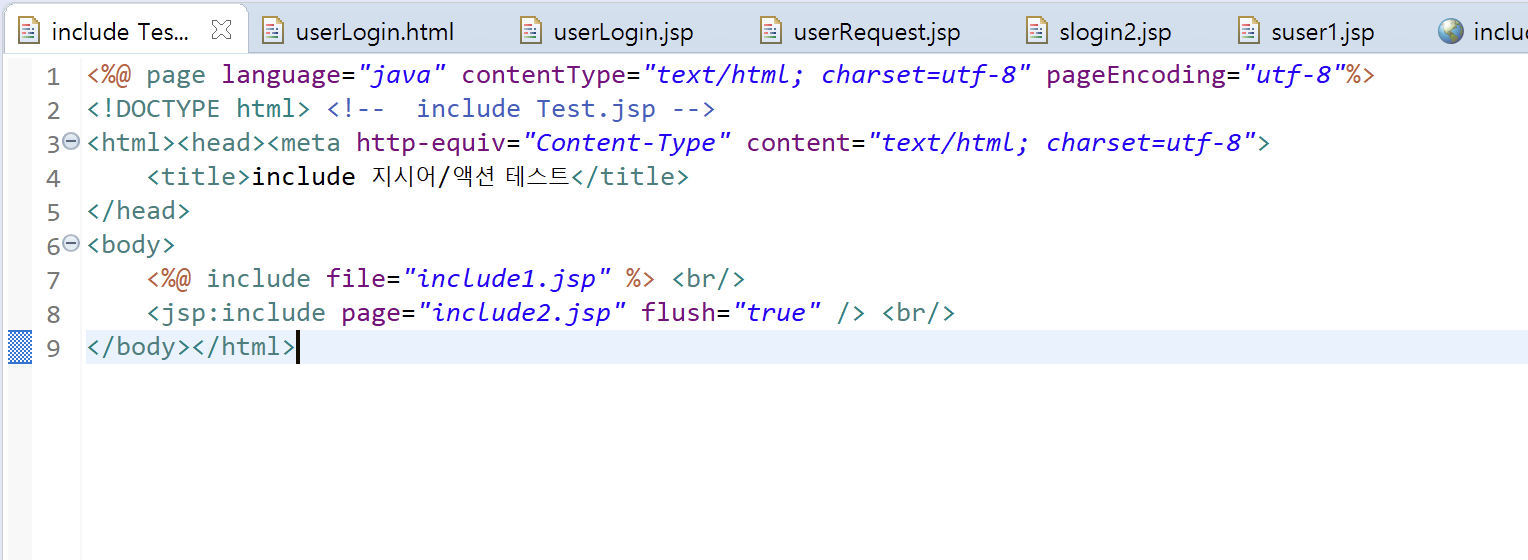 include Tes... userLogin.html userLogin.jsp userRequest.jsp slogin2.jsp suser1.jsp inclu
1 <%@ page language="java" contentType="text/html; charset=utf-8" pageEncoding="utf-8"%>
2 <!DOCTYPE html> <!--  include Test.jsp -->
3 <html><head><meta http-equiv="Content-Type" content="text/html; charset=utf-8">
4     <title>include 지시어/액션 테스트</title>
5 </head>
6 <body>
7     <%@ include file="include1.jsp" %> <br/>
8     <jsp:include page="include2.jsp" flush="true" /> <br/>
9 </body></html>